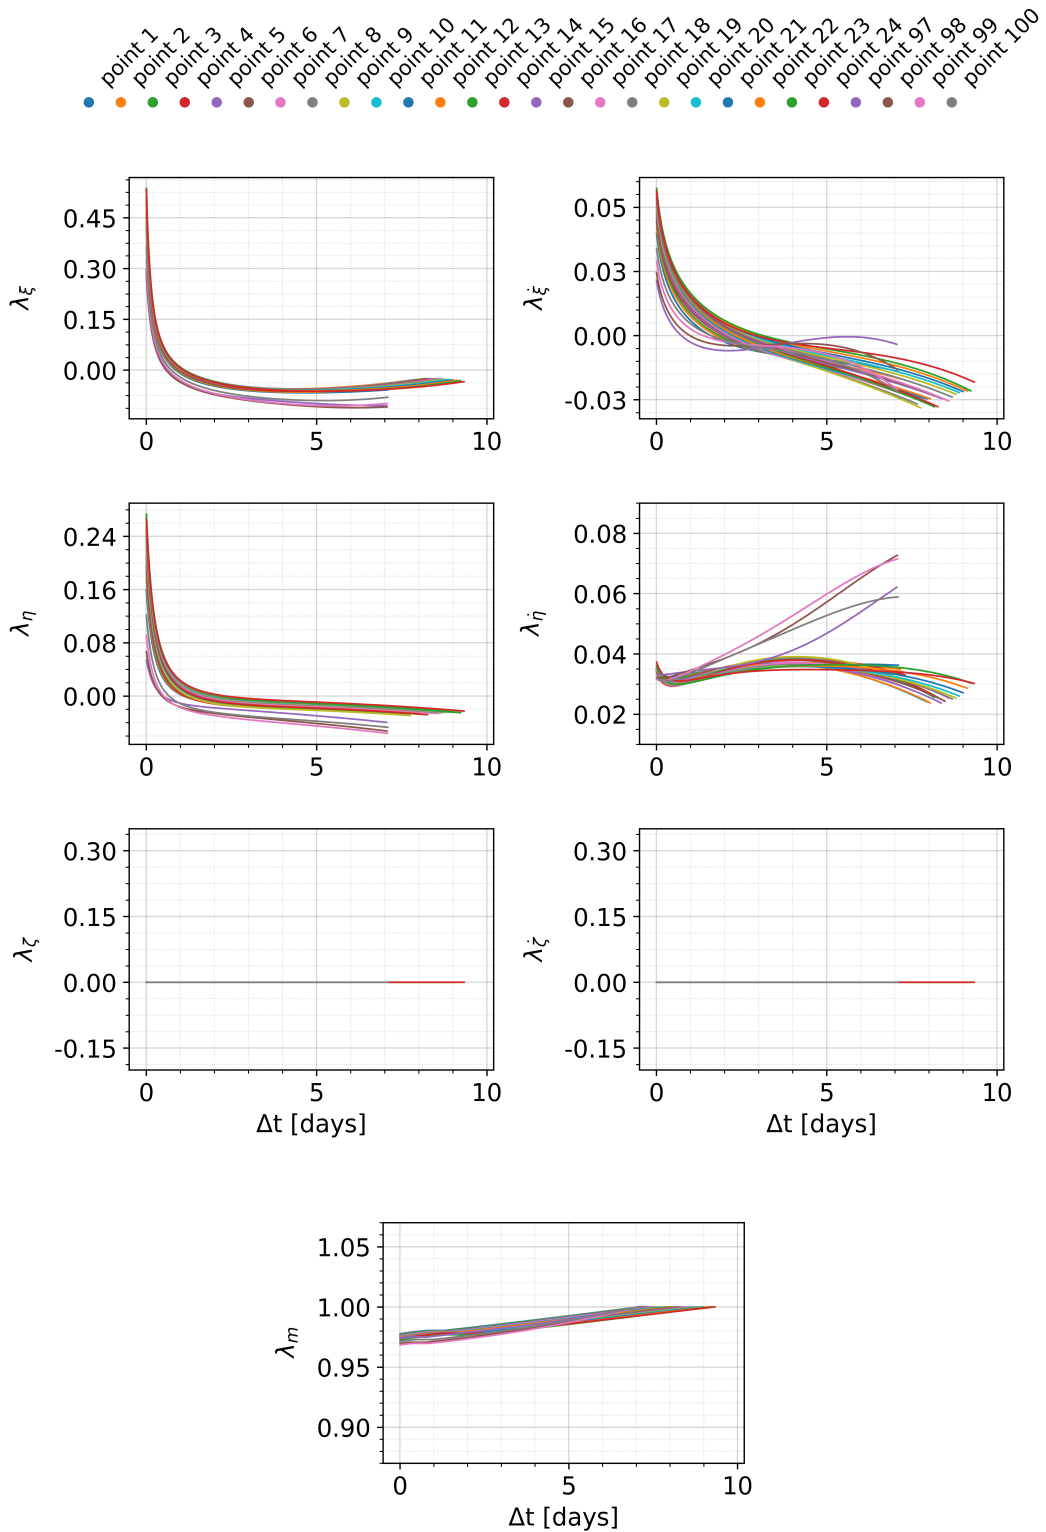 point 1
point 2
point 3
point 4
point 5
point 6
point 7
point 8
point 9
point 10
point 11
point 12
point 13
point 14
point 15
point 16
point 17
point 18
point 19
point 20
point 21
point 22
point 23
point 24
point 97
point 98
point 99
point 100
λ_ξ
0.45
0.30
0.15
0.00
0 5 10
λ_ξ̇
0.05
0.03
0.00
-0.03
0 5 10
λ_η
0.24
0.16
0.08
0.00
0 5 10
λ_η̇
0.08
0.06
0.04
0.02
0 5 10
λ_ζ
0.30
0.15
0.00
-0.15
0 5 10
Δt [days]
λ_ζ̇
0.30
0.15
0.00
-0.15
0 5 10
Δt [days]
λ_m
1.05
1.00
0.95
0.90
0 5 10
Δt [days]